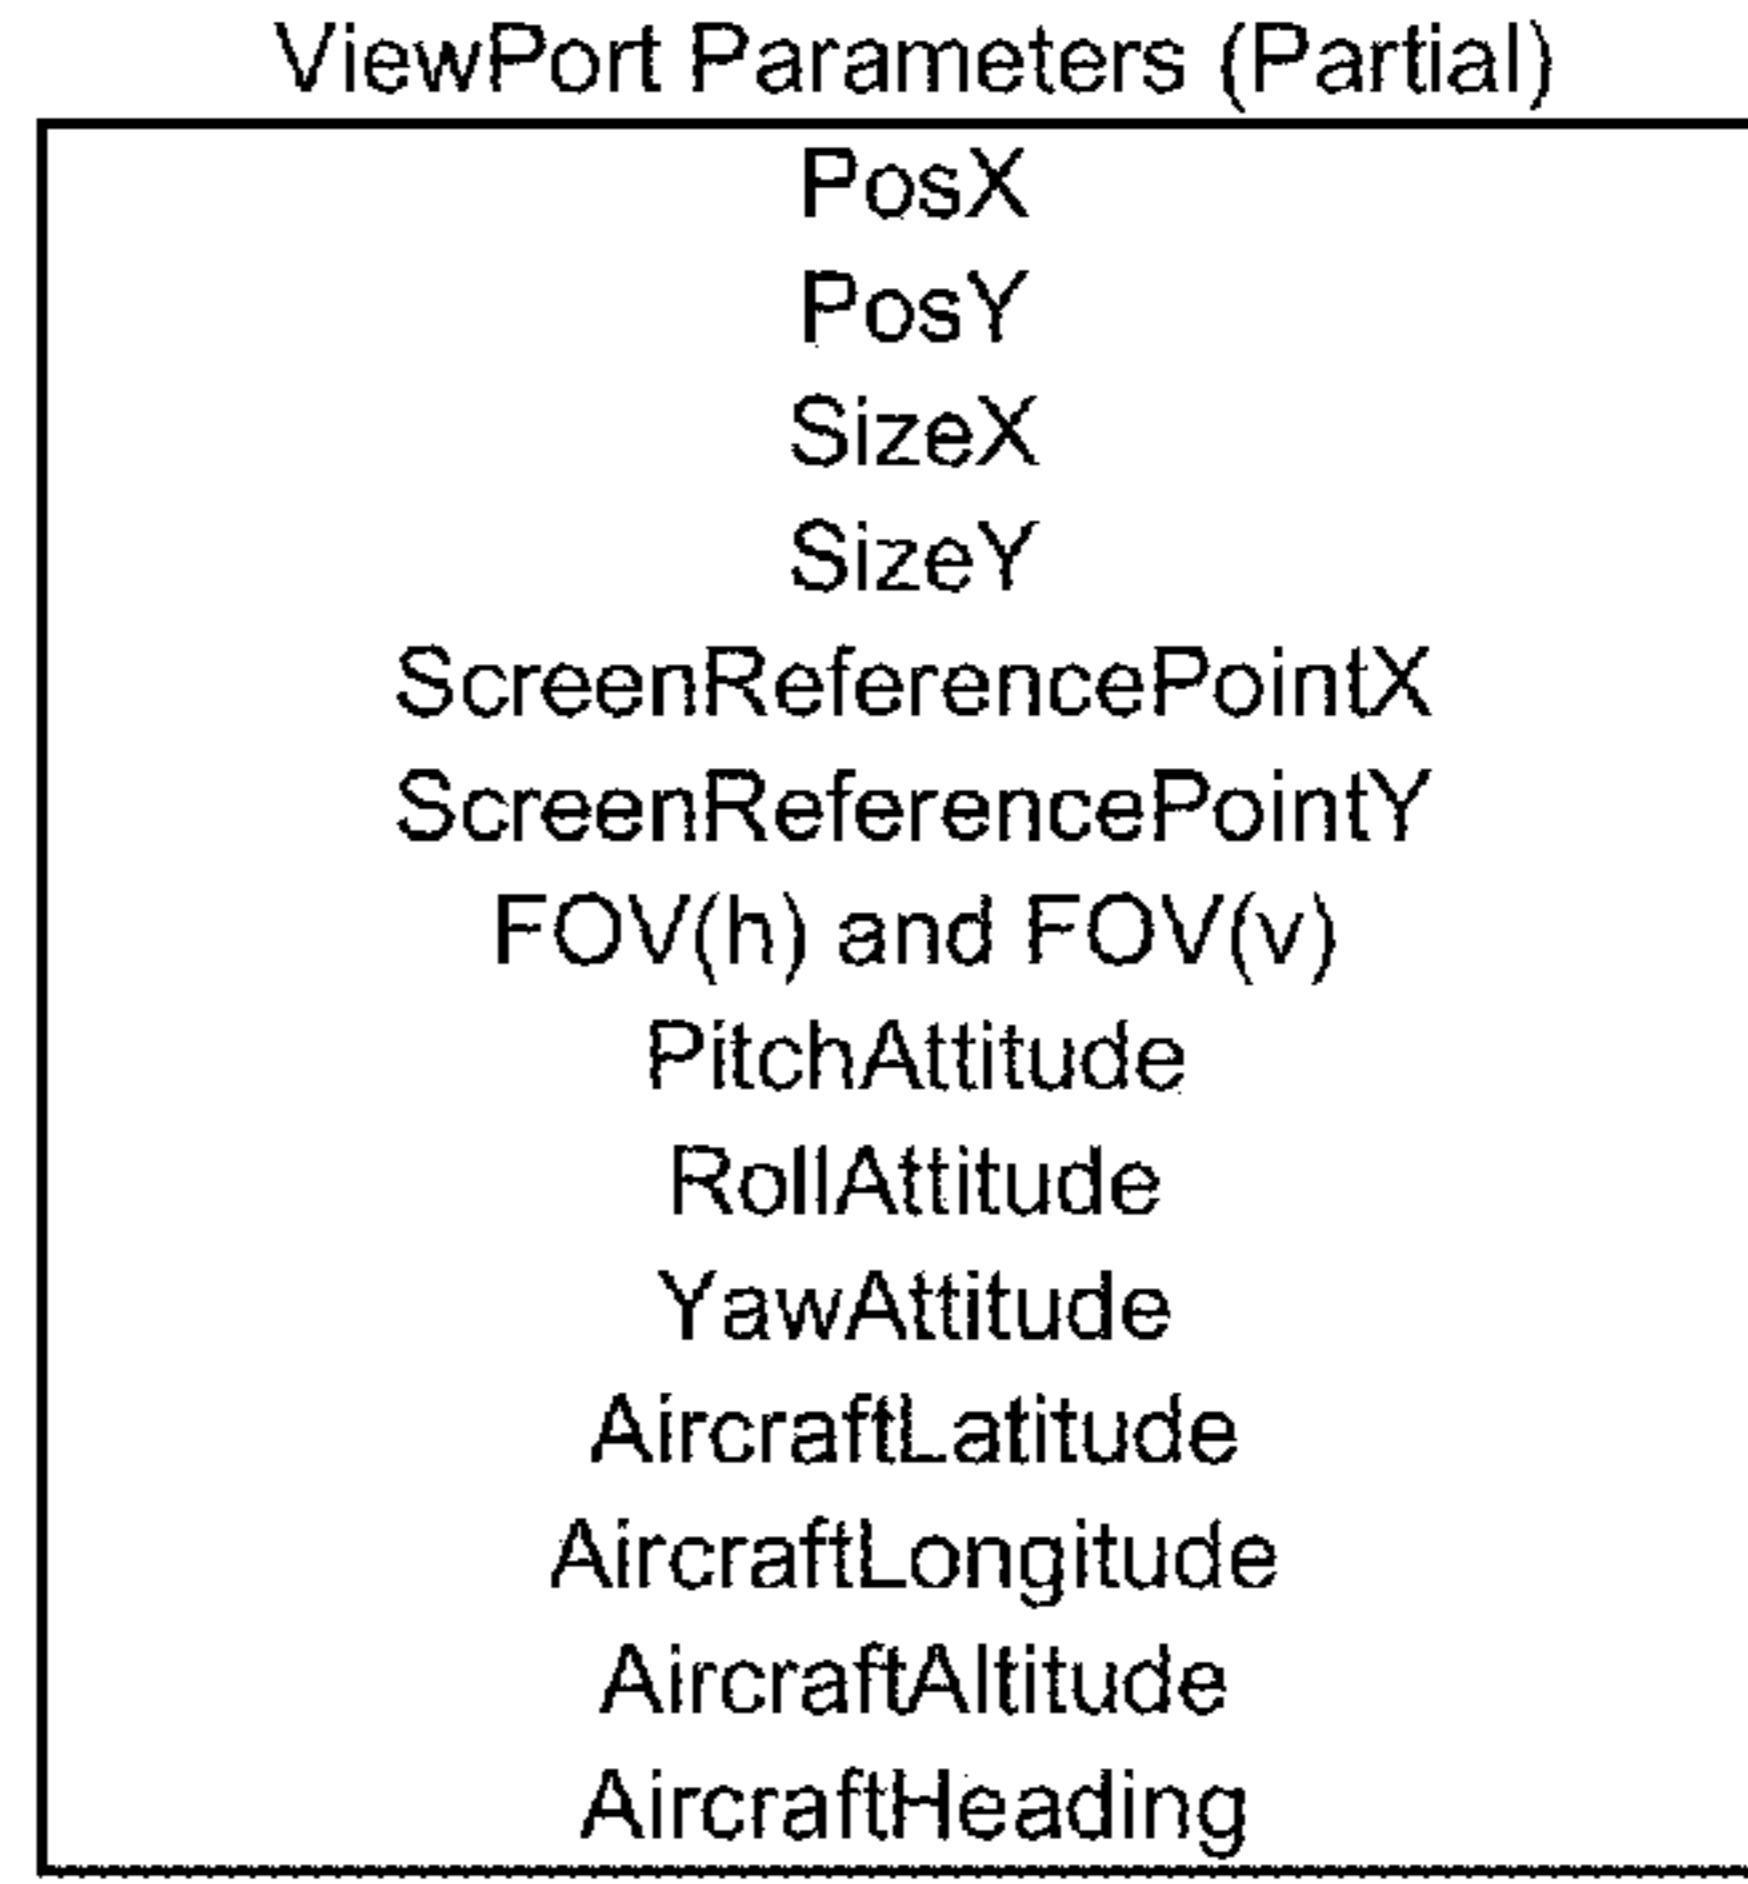 ViewPort Parameters (Partial)
PosX
PosY
SizeX
SizeY
ScreenReferencePointX
ScreenReferencePointY
FOV(h) and FOV(v)
PitchAttitude
RollAttitude
YawAttitude
AircraftLatitude
AircraftLongitude
AircraftAltitude
AircraftHeading